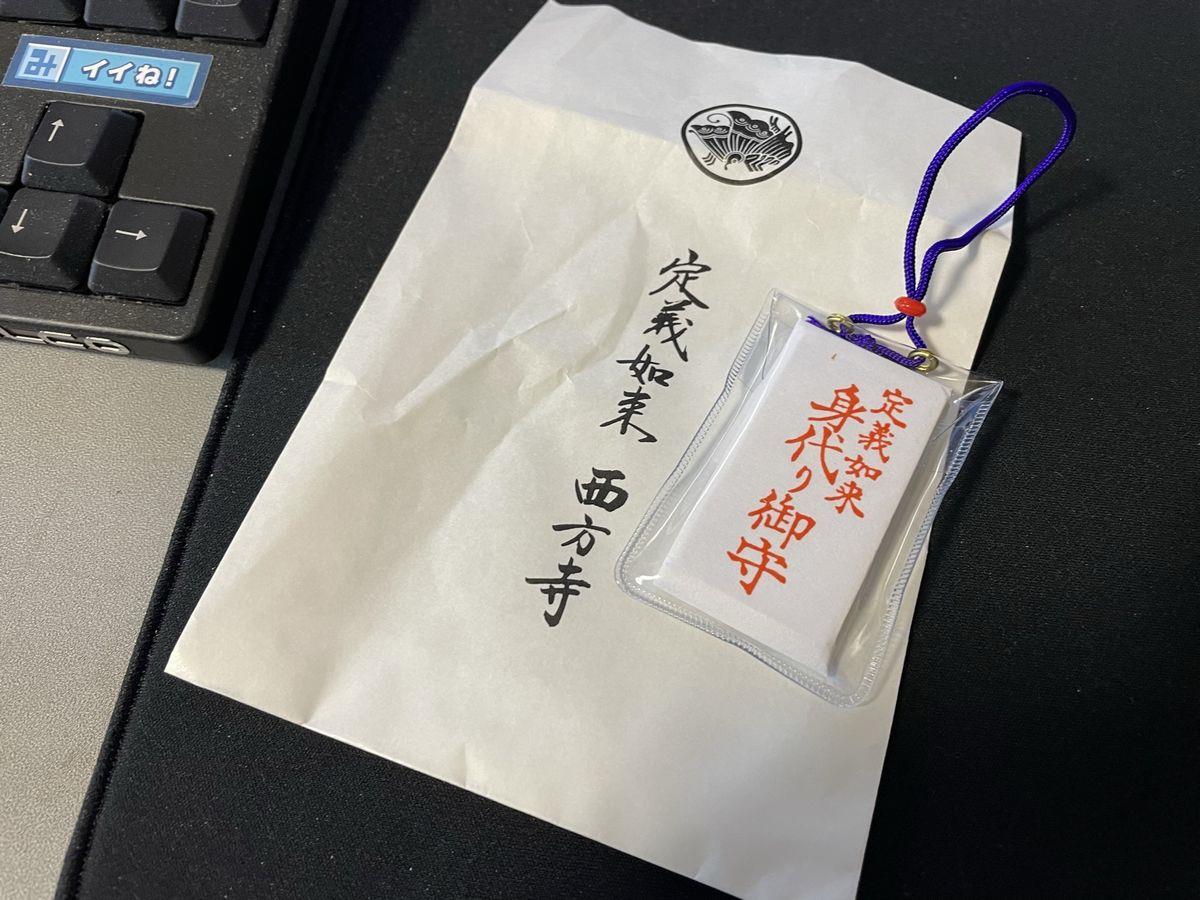 イイね！
↑
↓
→
定義如来 西方寺
定義如来
身代り御守